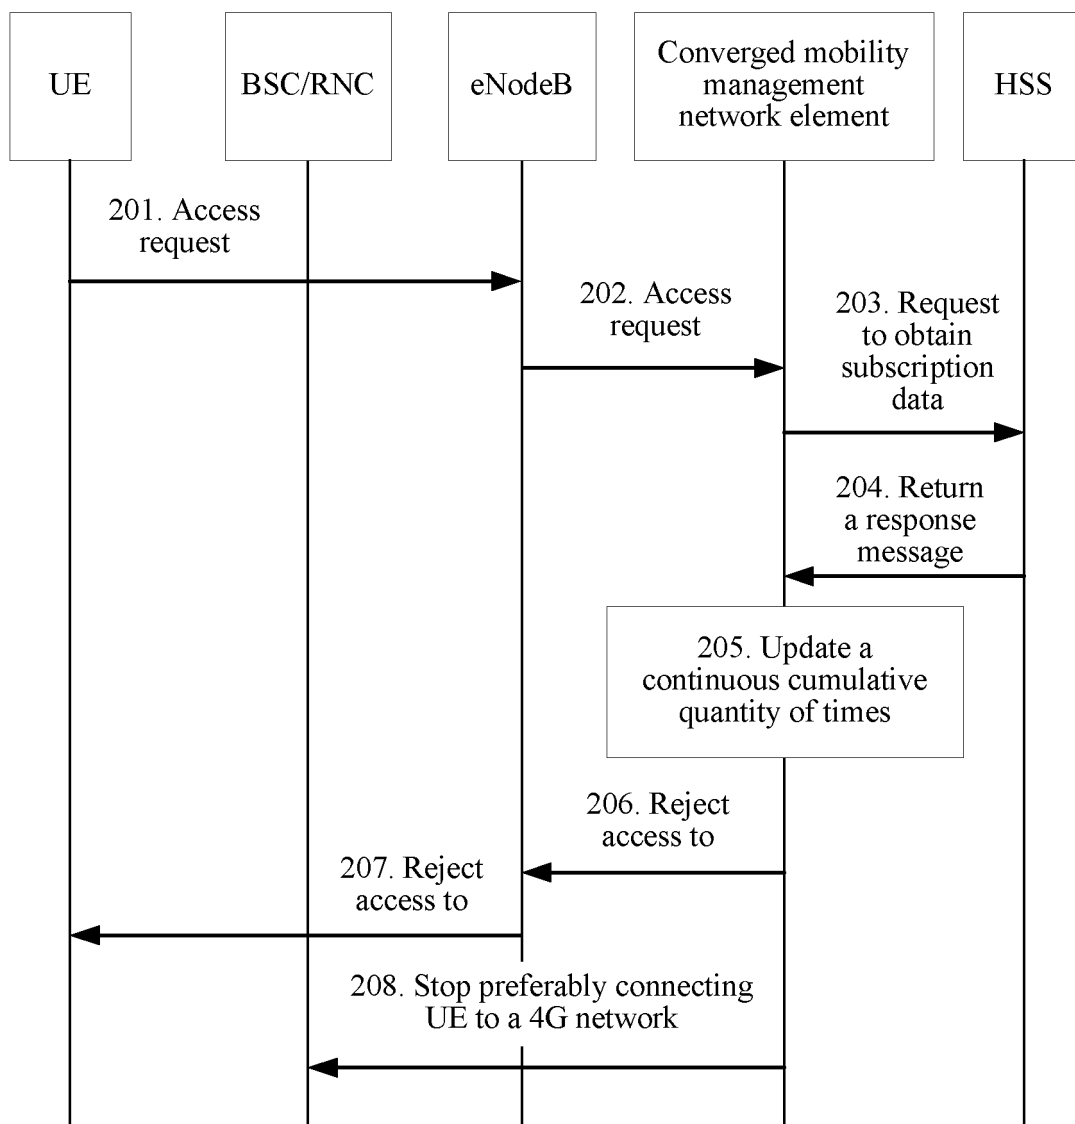 UE
BSC/RNC
eNodeB
Converged mobility
management
network element
HSS
201. Access
request
202. Access
request
203. Request
to obtain
subscription
data
204. Return
a response
message
205. Update a
continuous cumulative
quantity of times
206. Reject
access to
207. Reject
access to
208. Stop preferably connecting
UE to a 4G network